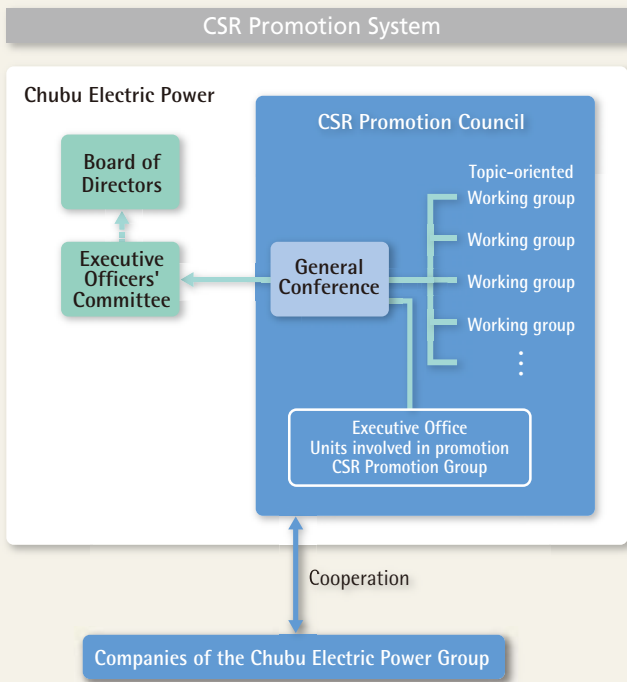 CSR Promotion System
Chubu Electric Power
CSR Promotion Council
Board of
Directors
Executive
Officers'
Committee
General
Conference
Topic-oriented
Working group
Working group
Working group
Working group
⋮
Executive Office
Units involved in promotion
CSR Promotion Group
Cooperation
Companies of the Chubu Electric Power Group